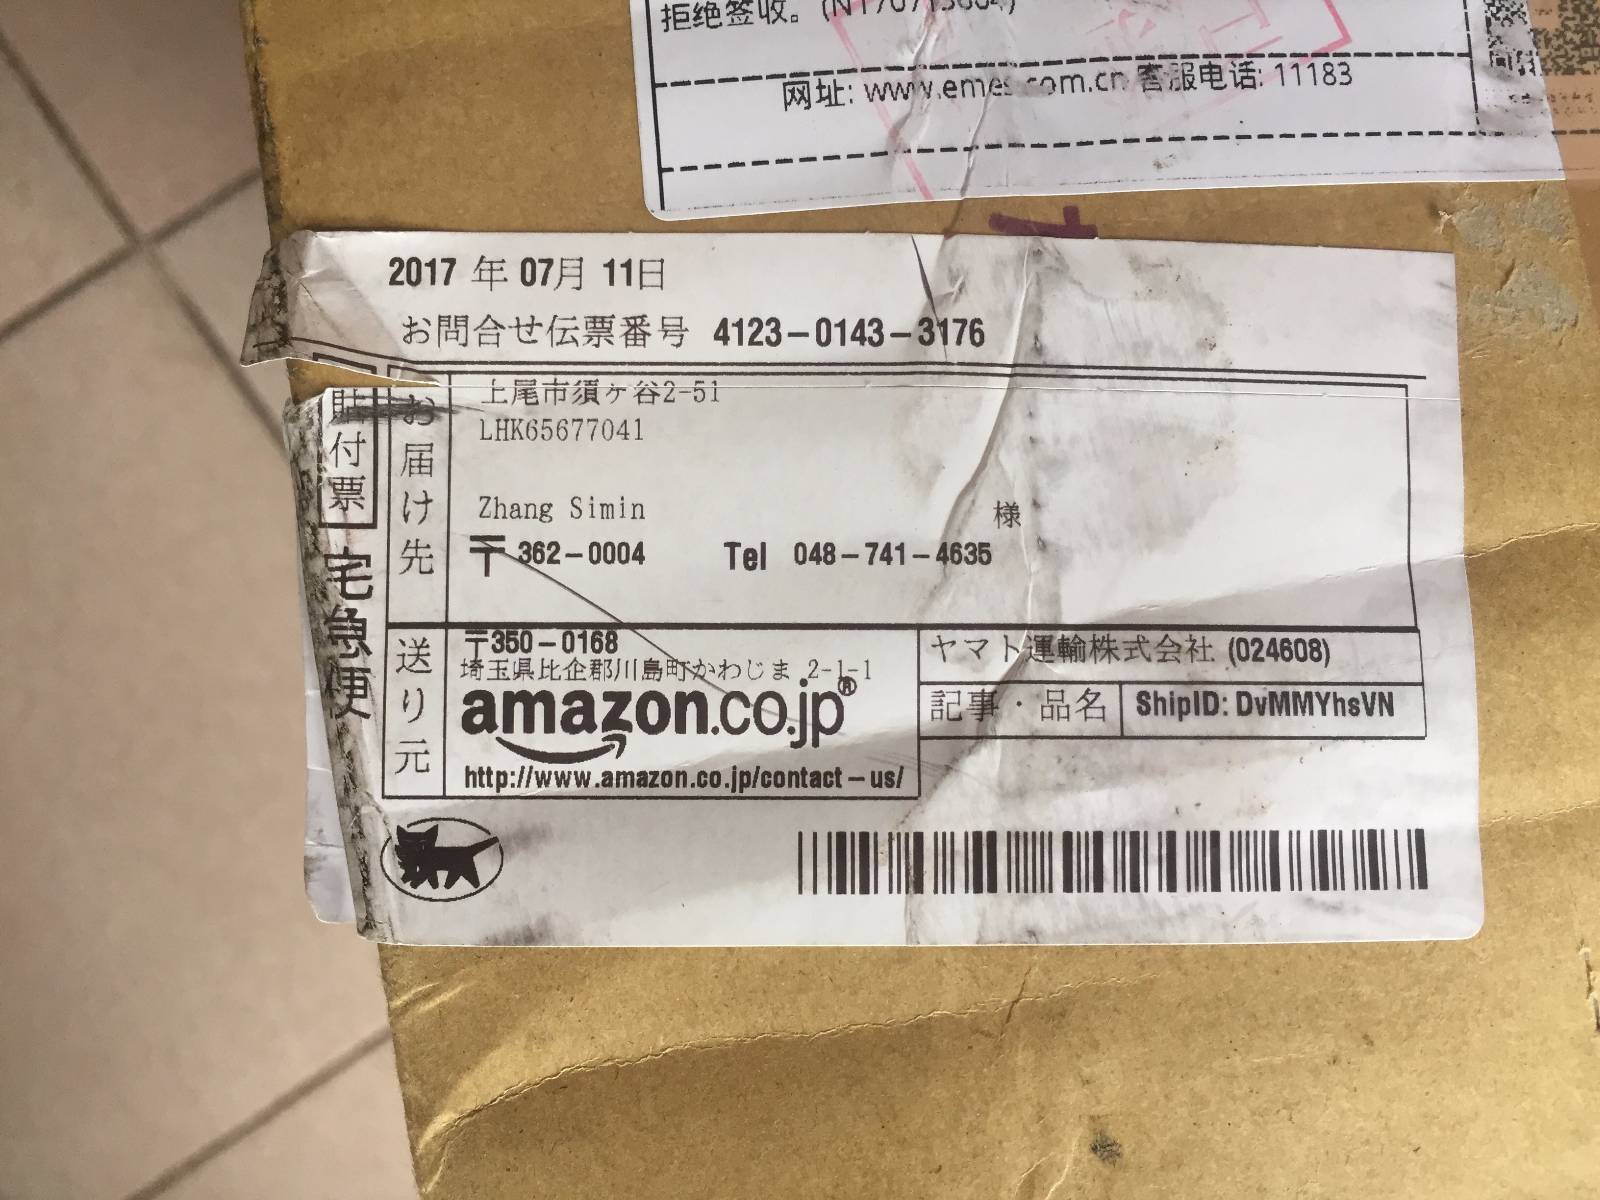 拒绝签收。
网址: www.emes.com.cn 客服电话: 11183
2017 年 07月 11日
お問合せ伝票番号 4123-0143-3176
貼付票
宅急便
お届け先
上尾市須ヶ谷2-51
LHK65677041
Zhang Simin 様
〒362-0004 Tel 048-741-4635
送り元
〒350-0168
埼玉県比企郡川島町かわじま 2-1-1
amazon.co.jp®
http://www.amazon.co.jp/contact-us/
ヤマト運輸株式会社 (024608)
記事・品名 ShipID: DvMMYhsVN